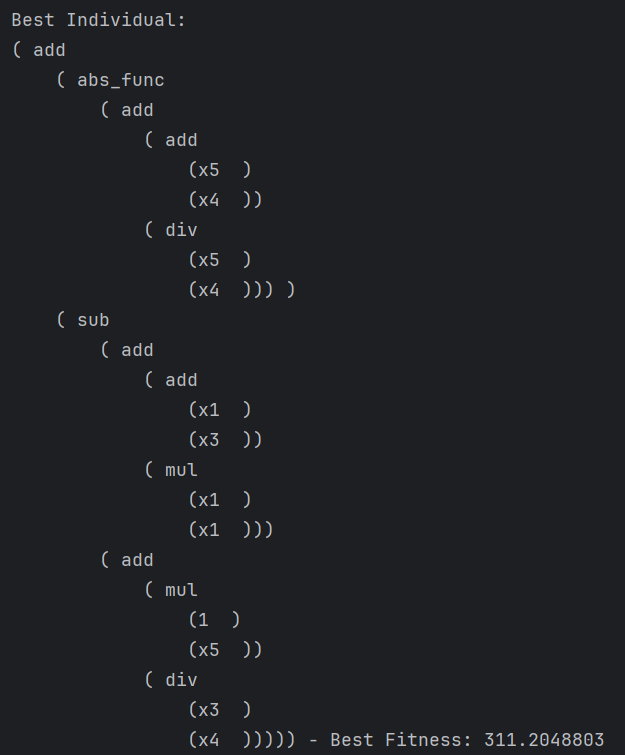 Best Individual:
( add
    ( abs_func
        ( add
            ( add
                (x5  )
                (x4  ))
            ( div
                (x5  )
                (x4  ))) )
    ( sub
        ( add
            ( add
                (x1  )
                (x3  ))
            ( mul
                (x1  )
                (x1  )))
        ( add
            ( mul
                (1  )
                (x5  ))
            ( div
                (x3  )
                (x4  ))))) - Best Fitness: 311.2048803